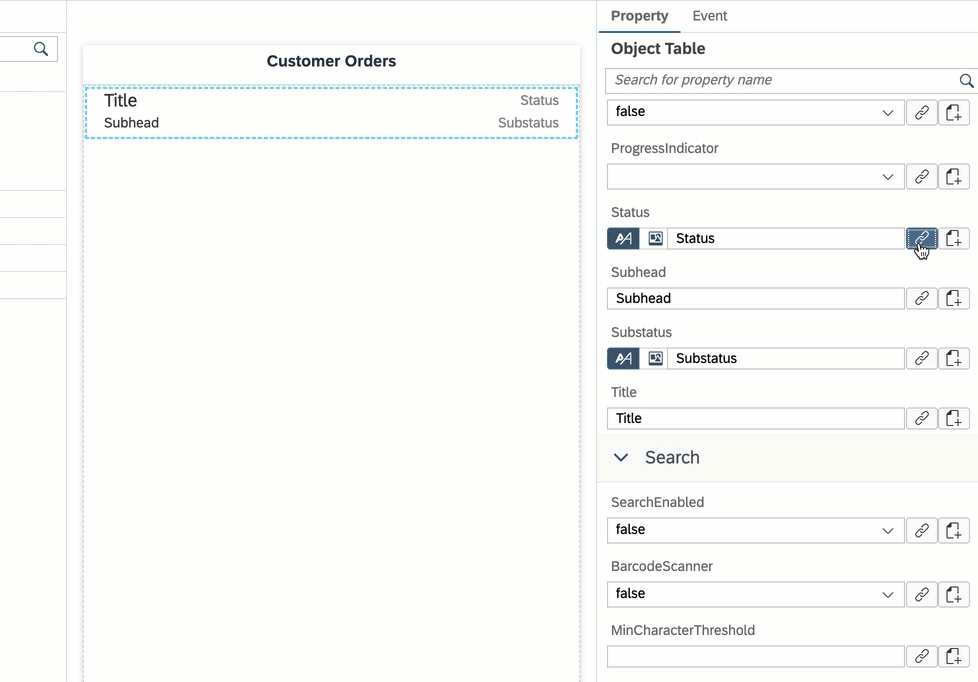 Property Event
Object Table
Search for property name
Customer Orders
Title Status
Subhead Substatus
false
ProgressIndicator
Status
Status
Subhead
Subhead
Substatus
Substatus
Title
Title
Search
SearchEnabled
false
BarcodeScanner
false
MinCharacterThreshold